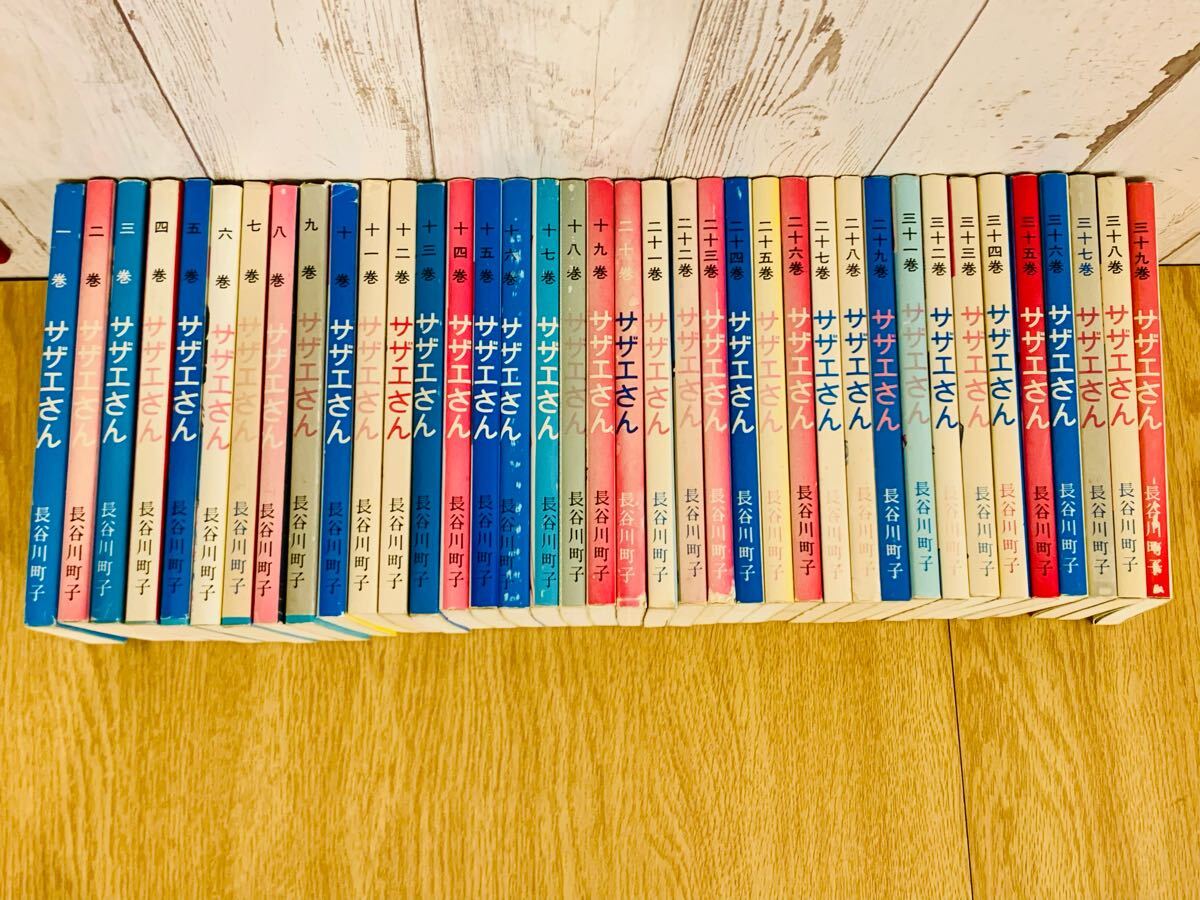 一巻 サザエさん 長谷川町子
二巻 サザエさん 長谷川町子
三巻 サザエさん 長谷川町子
四巻 サザエさん 長谷川町子
五巻 サザエさん 長谷川町子
六巻 サザエさん 長谷川町子
七巻 サザエさん 長谷川町子
八巻 サザエさん 長谷川町子
九巻 サザエさん 長谷川町子
十巻 サザエさん 長谷川町子
十一巻 サザエさん 長谷川町子
十二巻 サザエさん 長谷川町子
十三巻 サザエさん 長谷川町子
十四巻 サザエさん 長谷川町子
十五巻 サザエさん 長谷川町子
十六巻 サザエさん 長谷川町子
十七巻 サザエさん 長谷川町子
十八巻 サザエさん 長谷川町子
十九巻 サザエさん 長谷川町子
二十巻 サザエさん 長谷川町子
二十一巻 サザエさん 長谷川町子
二十二巻 サザエさん 長谷川町子
二十三巻 サザエさん 長谷川町子
二十四巻 サザエさん 長谷川町子
二十五巻 サザエさん 長谷川町子
二十六巻 サザエさん 長谷川町子
二十七巻 サザエさん 長谷川町子
二十八巻 サザエさん 長谷川町子
二十九巻 サザエさん 長谷川町子
三十一巻 サザエさん 長谷川町子
三十二巻 サザエさん 長谷川町子
三十三巻 サザエさん 長谷川町子
三十四巻 サザエさん 長谷川町子
三十五巻 サザエさん 長谷川町子
三十六巻 サザエさん 長谷川町子
三十七巻 サザエさん 長谷川町子
三十八巻 サザエさん 長谷川町子
三十九巻 サザエさん 長谷川町子